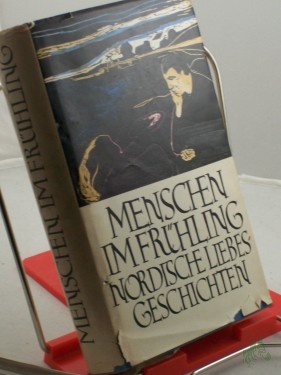 MENSCHEN IM FRÜHLING
MENSCHEN
IM FRÜHLING
NORDISCHE LIEBES
GESCHICHTEN